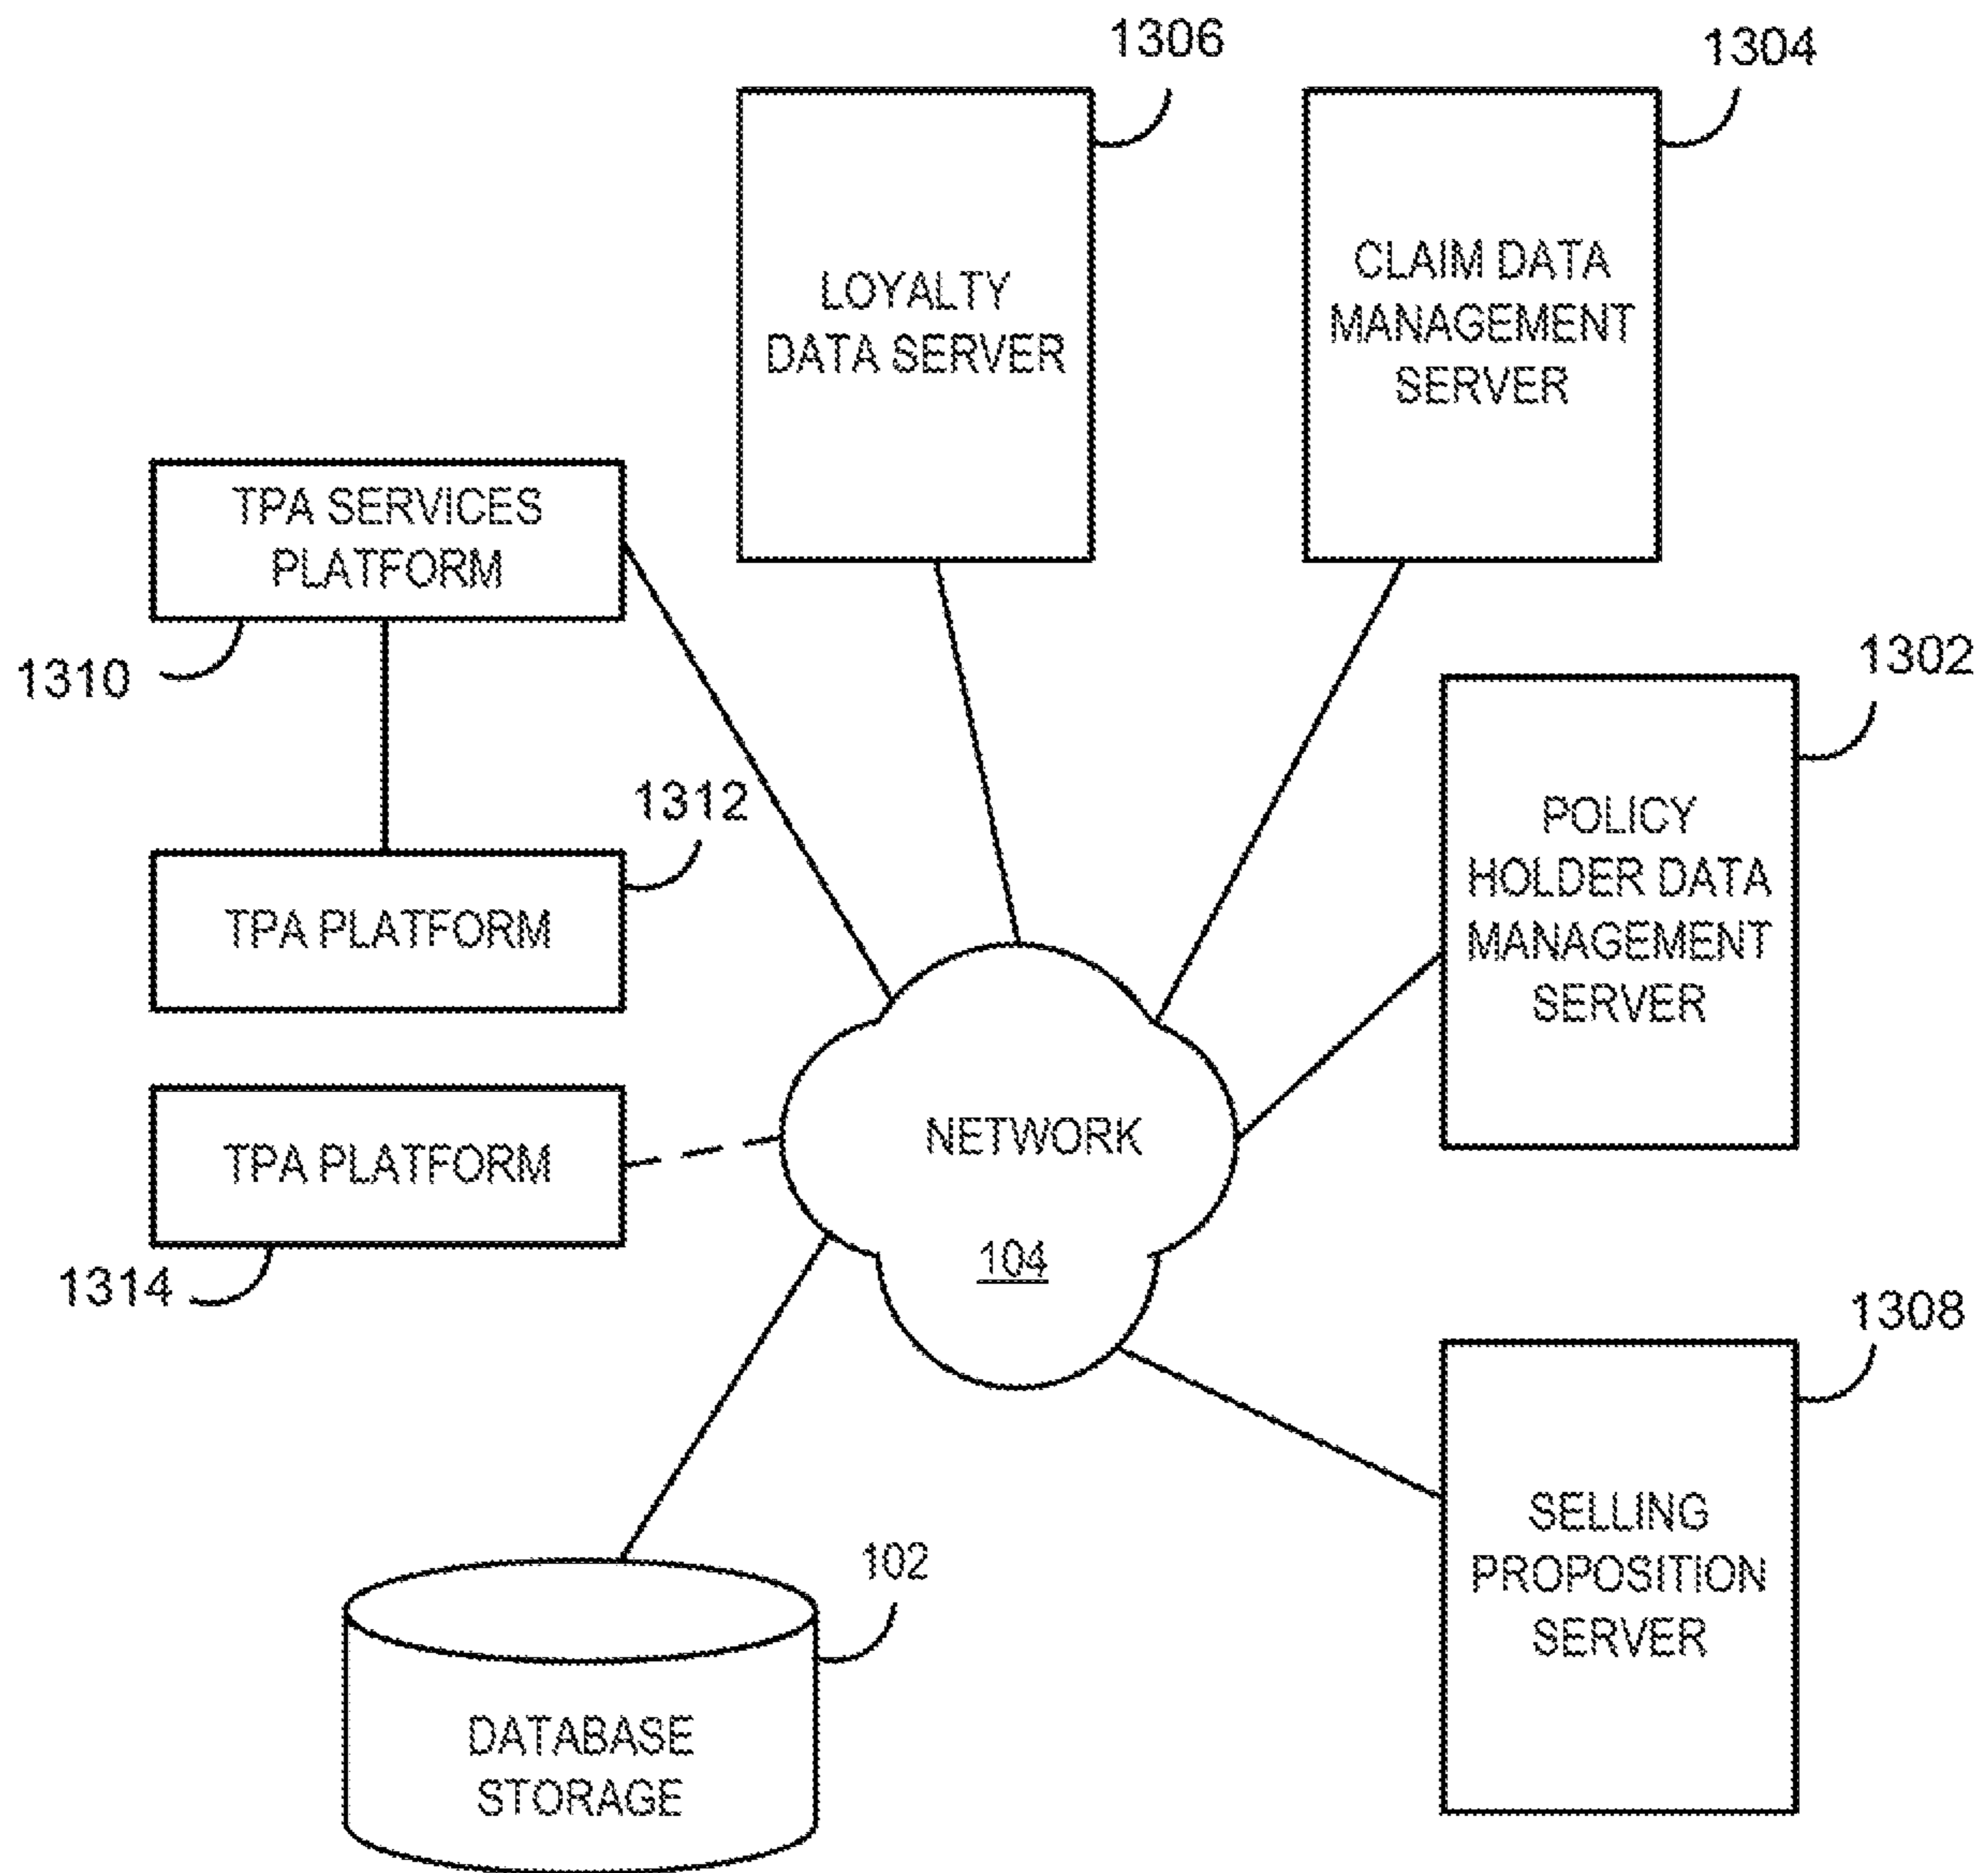 1306
1304
LOYALTY
DATA SERVER
CLAIM DATA
MANAGEMENT
SERVER
TPA SERVICES
PLATFORM
1310
1302
1312
POLICY
HOLDER DATA
MANAGEMENT
SERVER
TPA PLATFORM
TPA PLATFORM
1314
NETWORK
104
1308
SELLING
PROPOSITION
SERVER
102
DATABASE
STORAGE